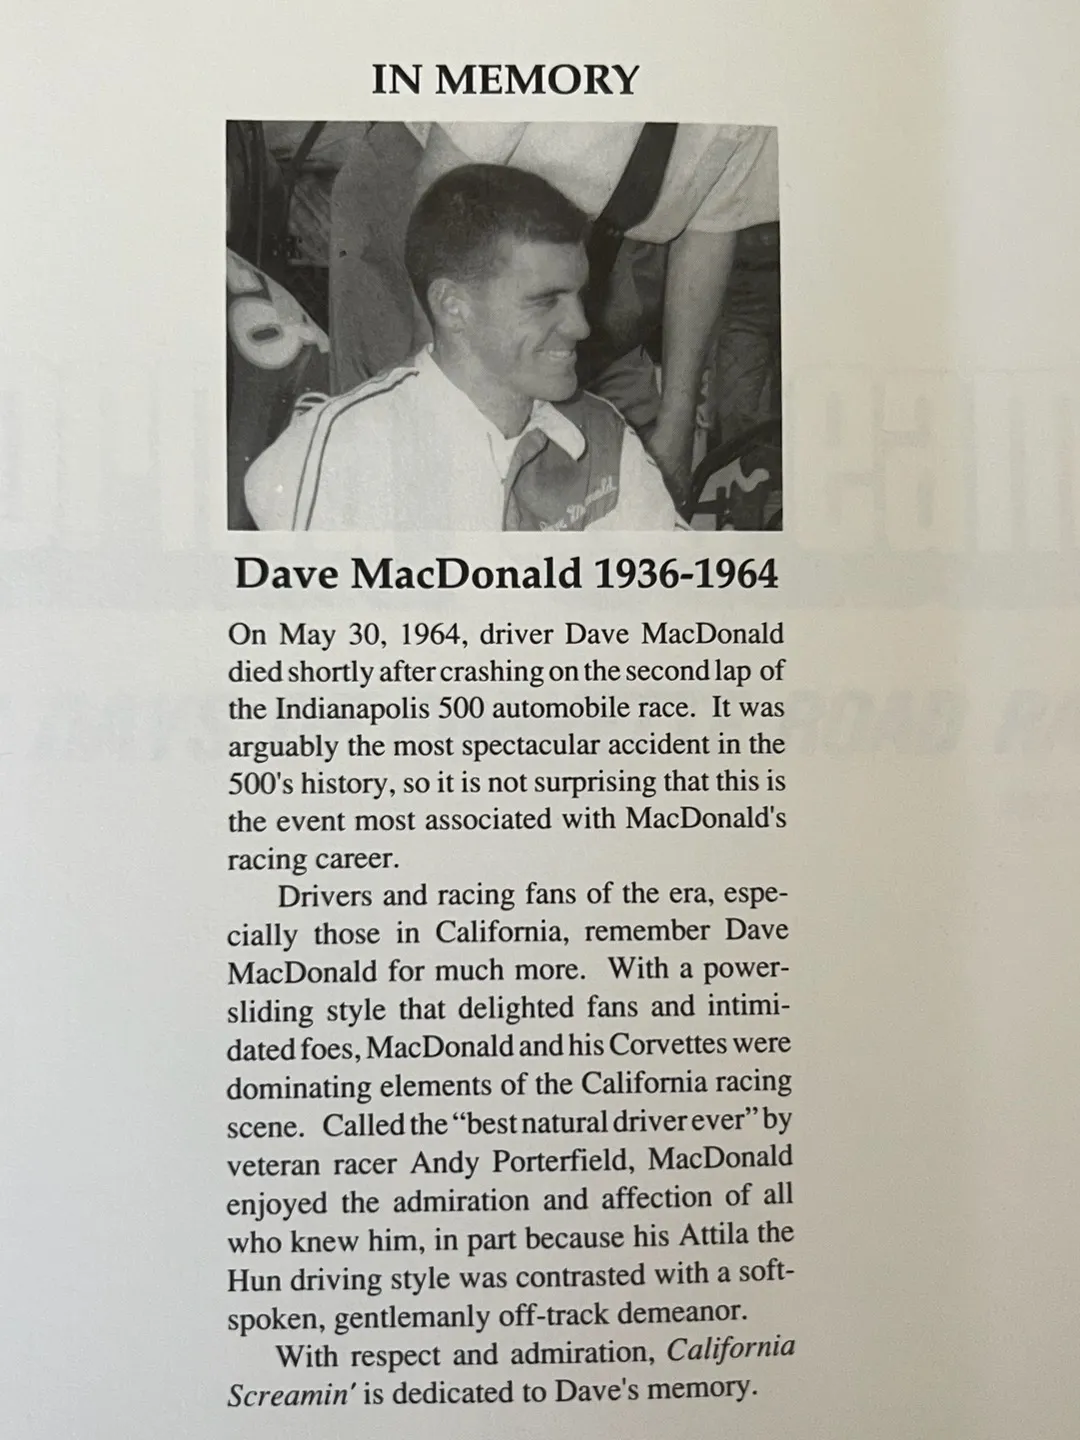 IN MEMORY
Dave MacDonald 1936-1964
On May 30, 1964, driver Dave MacDonald
died shortly after crashing on the second lap of
the Indianapolis 500 automobile race. It was
arguably the most spectacular accident in the
500's history, so it is not surprising that this is
the event most associated with MacDonald's
racing career.
Drivers and racing fans of the era, espe-
cially those in California, remember Dave
MacDonald for much more. With a power-
sliding style that delighted fans and intimi-
dated foes, MacDonald and his Corvettes were
dominating elements of the California racing
scene. Called the “best natural driver ever” by
veteran racer Andy Porterfield, MacDonald
enjoyed the admiration and affection of all
who knew him, in part because his Attila the
Hun driving style was contrasted with a soft-
spoken, gentlemanly off-track demeanor.
With respect and admiration, California
Screamin' is dedicated to Dave's memory.